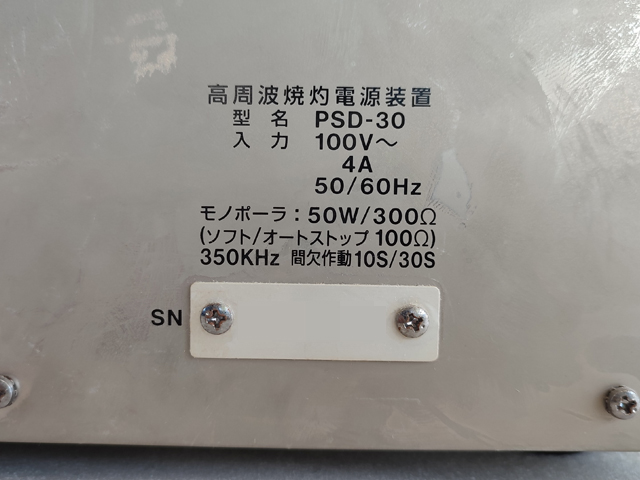 高周波焼灼電源装置
型 名 PSD-30
入 力 100V～
4A
50/60Hz
モノポーラ：50W/300Ω
(ソフト/オートストップ 100Ω)
350KHz 間欠作動10S/30S
SN